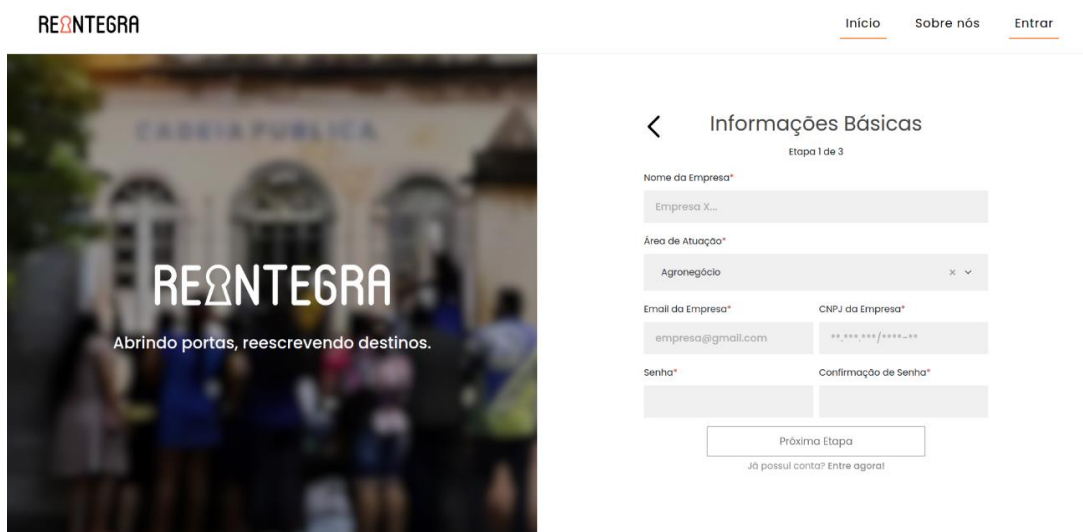 REINTEGRA
Início Sobre nós Entrar
CADEIA PUBLICA
REINTEGRA
Abrindo portas, reescrevendo destinos.
Informações Básicas
Etapa 1 de 3
Nome da Empresa*
Empresa X...
Área de Atuação*
Agronegócio
Email da Empresa* CNPJ da Empresa*
empresa@gmail.com **.***.***/****-**
Senha* Confirmação de Senha*
Próxima Etapa
Já possui conta? Entre agora!